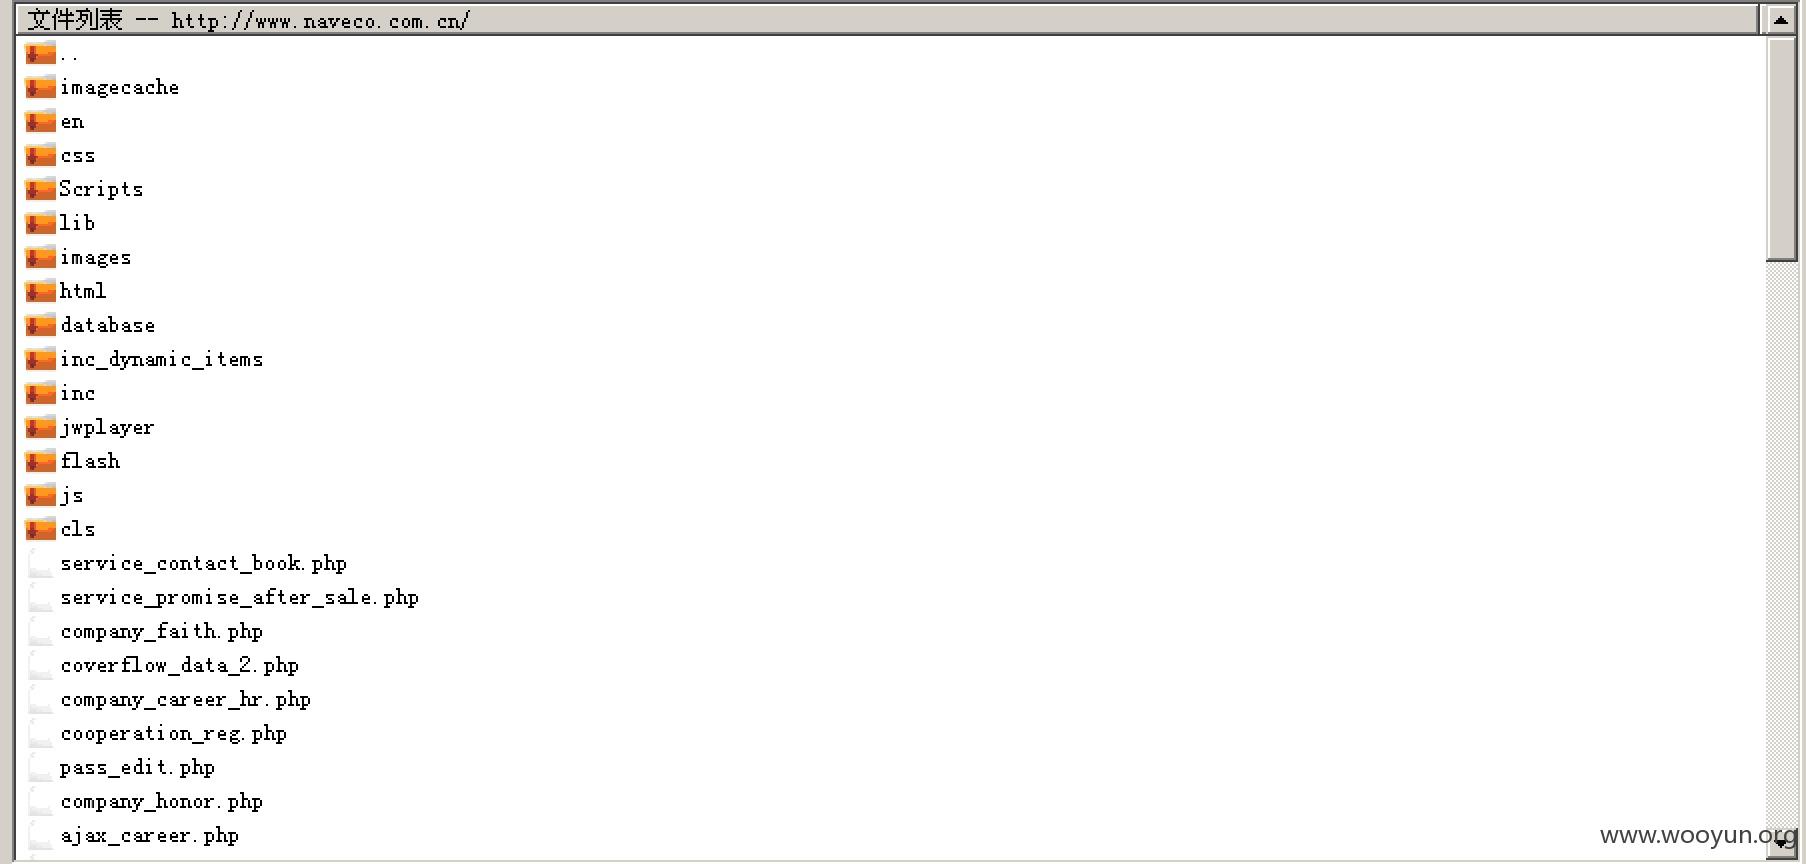 文件列表 -- http://www.naveco.com.cn/
..
imagecache
en
css
Scripts
lib
images
html
database
inc_dynamic_items
inc
jwplayer
flash
js
cls
service_contact_book.php
service_promise_after_sale.php
company_faith.php
coverflow_data_2.php
company_career_hr.php
cooperation_reg.php
pass_edit.php
company_honor.php
ajax_career.php
www.wooyun.org